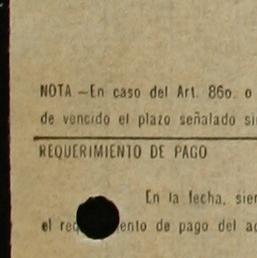 NOTA.—En caso del Art. 86o. o
de vencido el plazo señalado si
REQUERIMIENTO DE PAGO
En la fecha, sien
el req ento de pago del ac